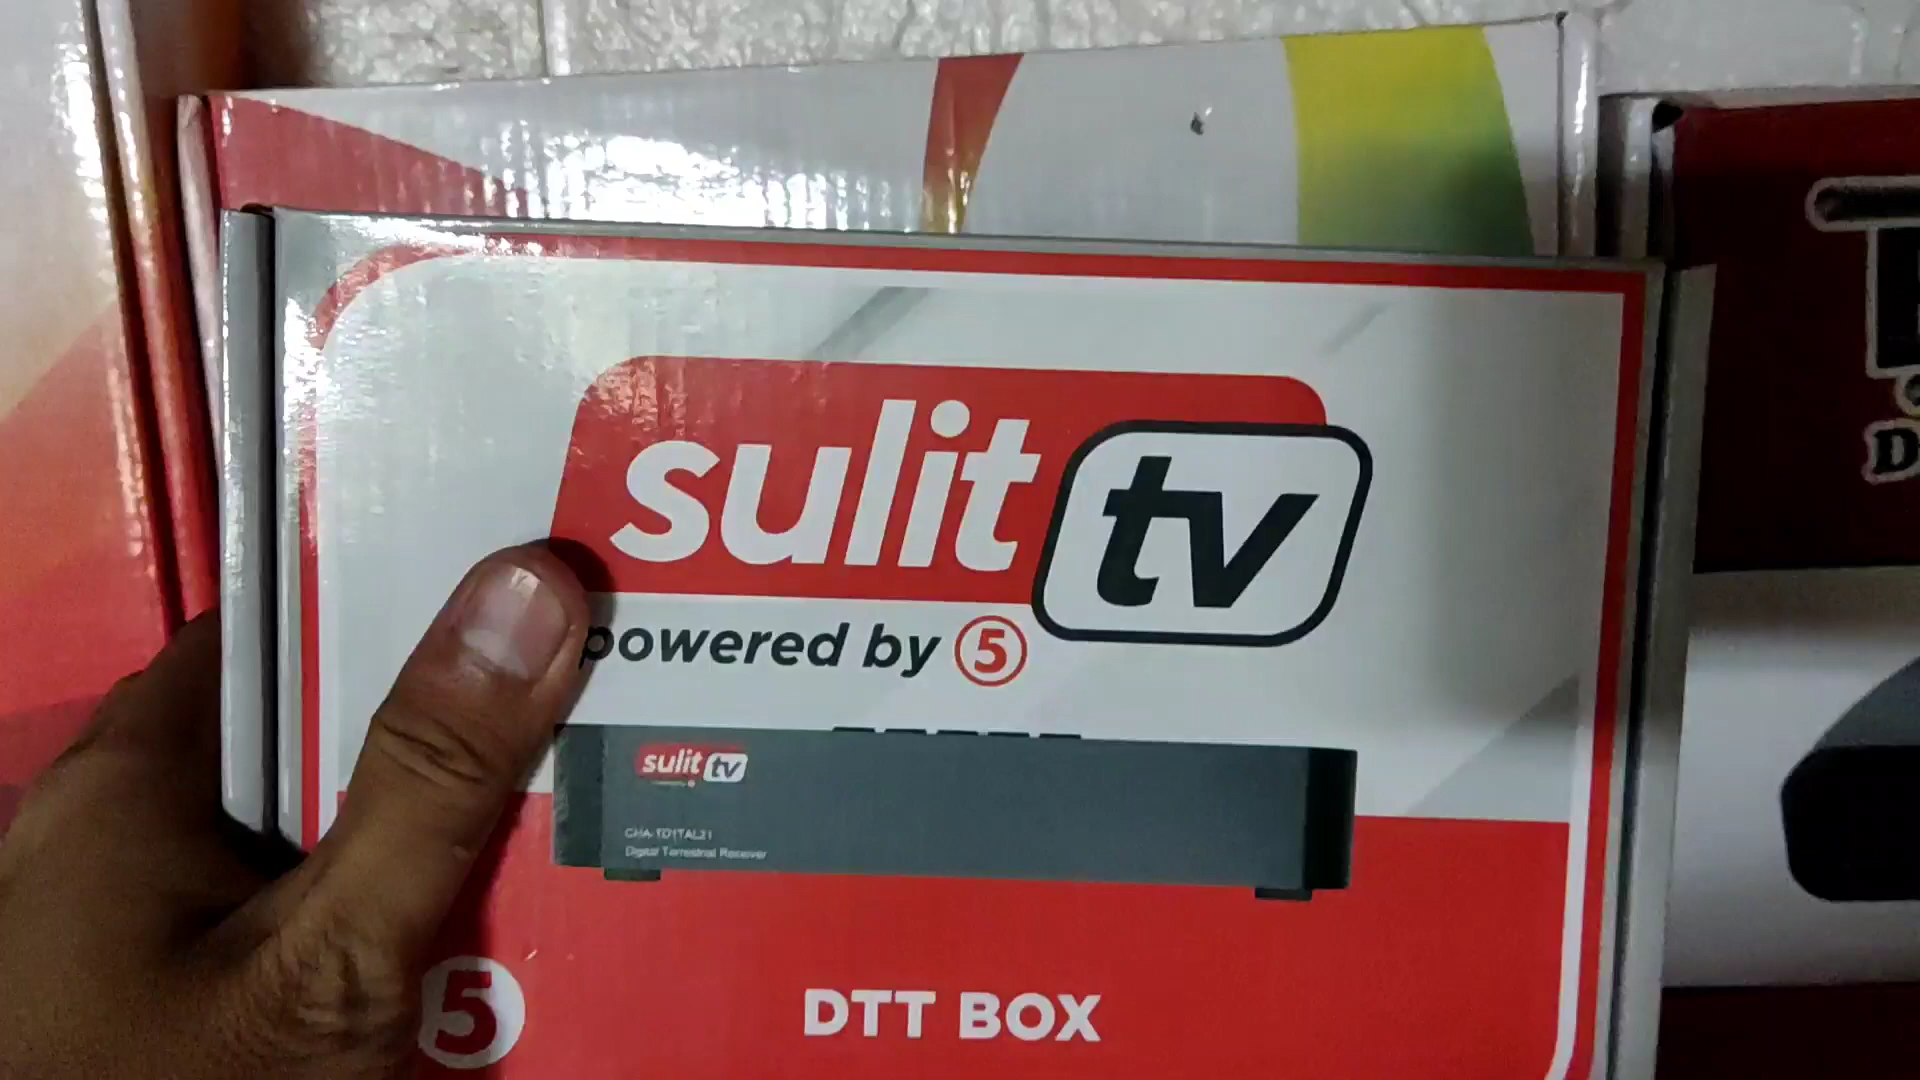 sulit tv
powered by 5
sulit tv
Digital Terrestrial Receiver
5
DTT BOX